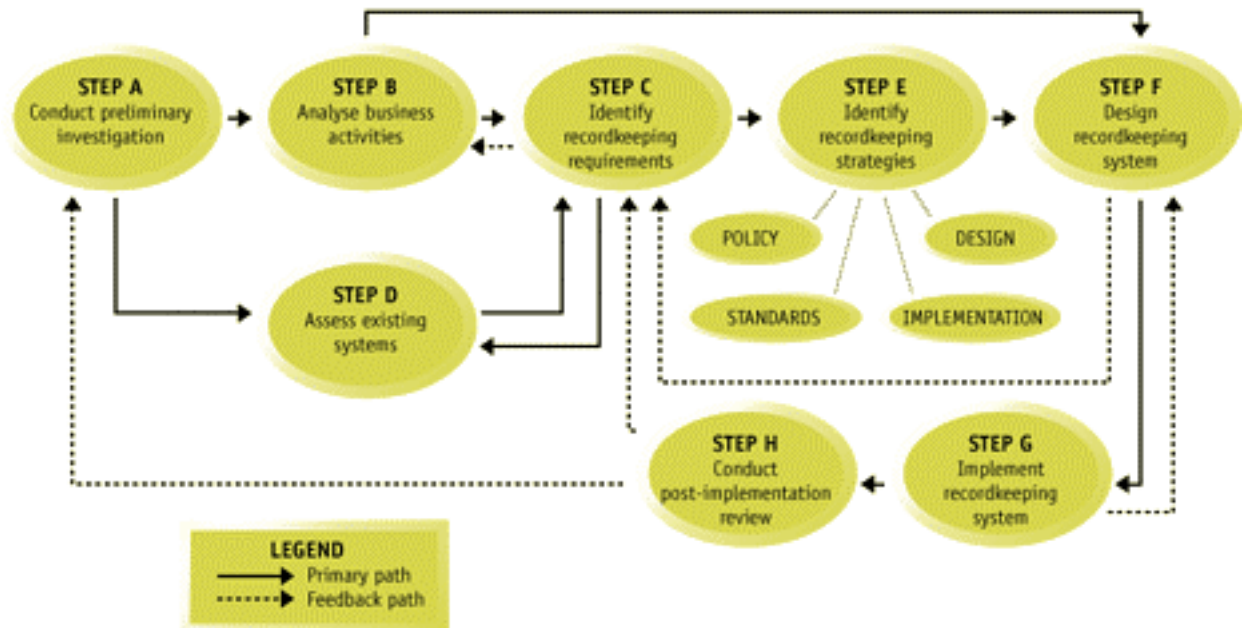 STEP A
Conduct preliminary
investigation
STEP B
Analyse business
activities
STEP C
Identify
recordkeeping
requirements
STEP E
Identify
recordkeeping
strategies
STEP F
Design
recordkeeping
system
POLICY
DESIGN
STANDARDS
IMPLEMENTATION
STEP D
Assess existing
systems
STEP H
Conduct
post-implementation
review
STEP G
Implement
recordkeeping
system
LEGEND
Primary path
Feedback path